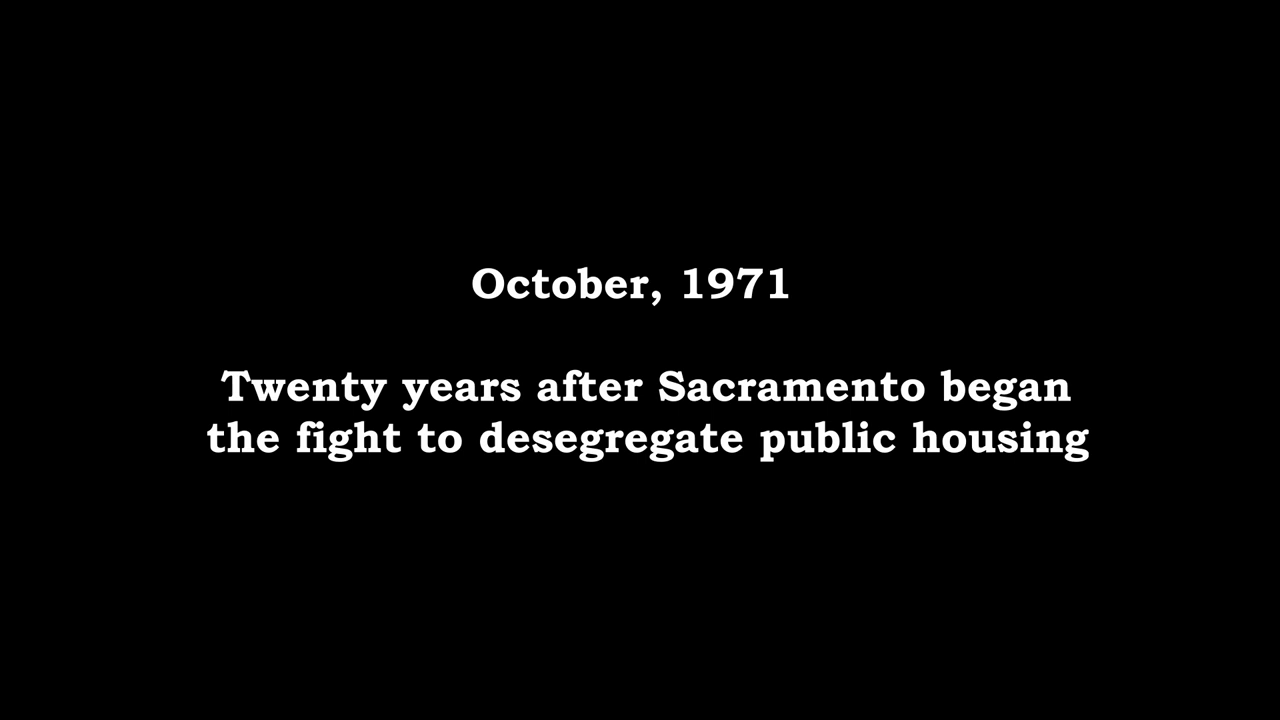 October, 1971
Twenty years after Sacramento began
the fight to desegregate public housing